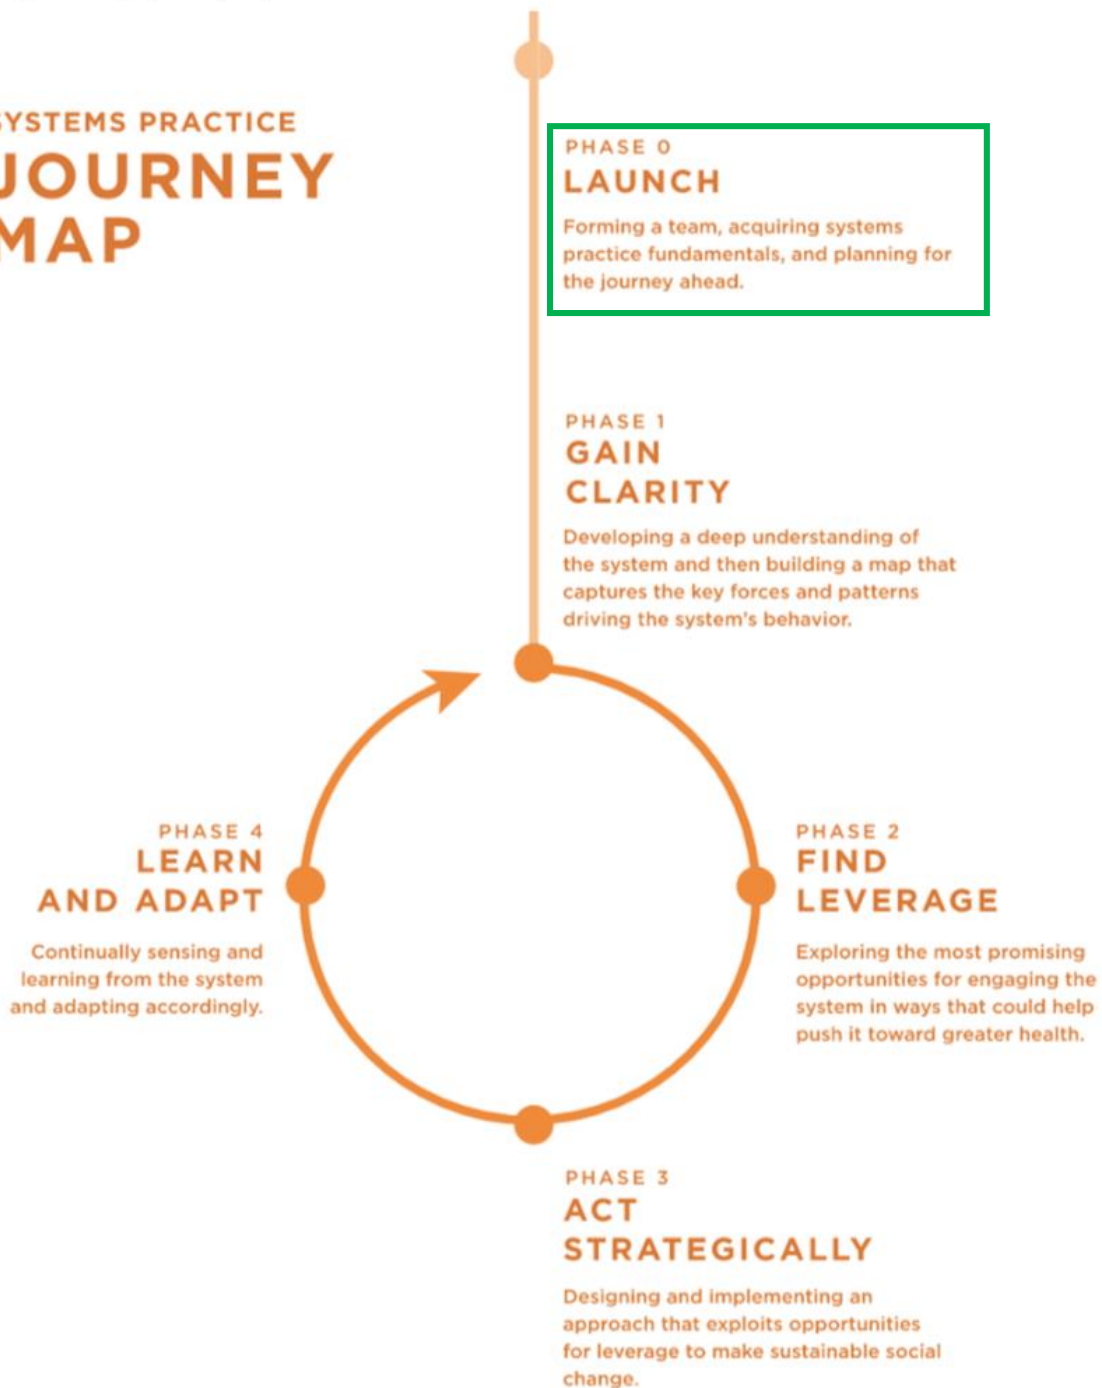 SYSTEMS PRACTICE
JOURNEY
MAP
PHASE 0
LAUNCH
Forming a team, acquiring systems
practice fundamentals, and planning for
the journey ahead.
PHASE 1
GAIN
CLARITY
Developing a deep understanding of
the system and then building a map that
captures the key forces and patterns
driving the system's behavior.
PHASE 4
LEARN
AND ADAPT
Continually sensing and
learning from the system
and adapting accordingly.
PHASE 2
FIND
LEVERAGE
Exploring the most promising
opportunities for engaging the
system in ways that could help
push it toward greater health.
PHASE 3
ACT
STRATEGICALLY
Designing and implementing an
approach that exploits opportunities
for leverage to make sustainable social
change.